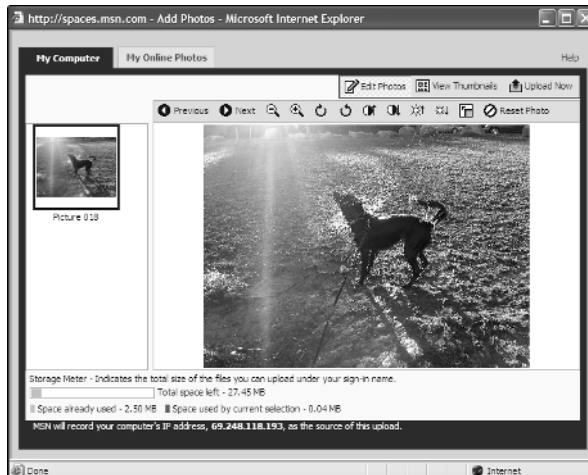 http://spaces.msn.com - Add Photos - Microsoft Internet Explorer
My Computer
My Online Photos
Help
Edit Photos
View Thumbnails
Upload Now
Previous
Next
Reset Photo
Picture 018
Storage Meter - Indicates the total size of the files you can upload under your sign-in name.
Total space left - 27.45 MB
Space already used - 2.50 MB
Space used by current selection - 0.04 MB
MSN will record your computer's IP address, 69.248.118.193, as the source of this upload.
Done
Internet